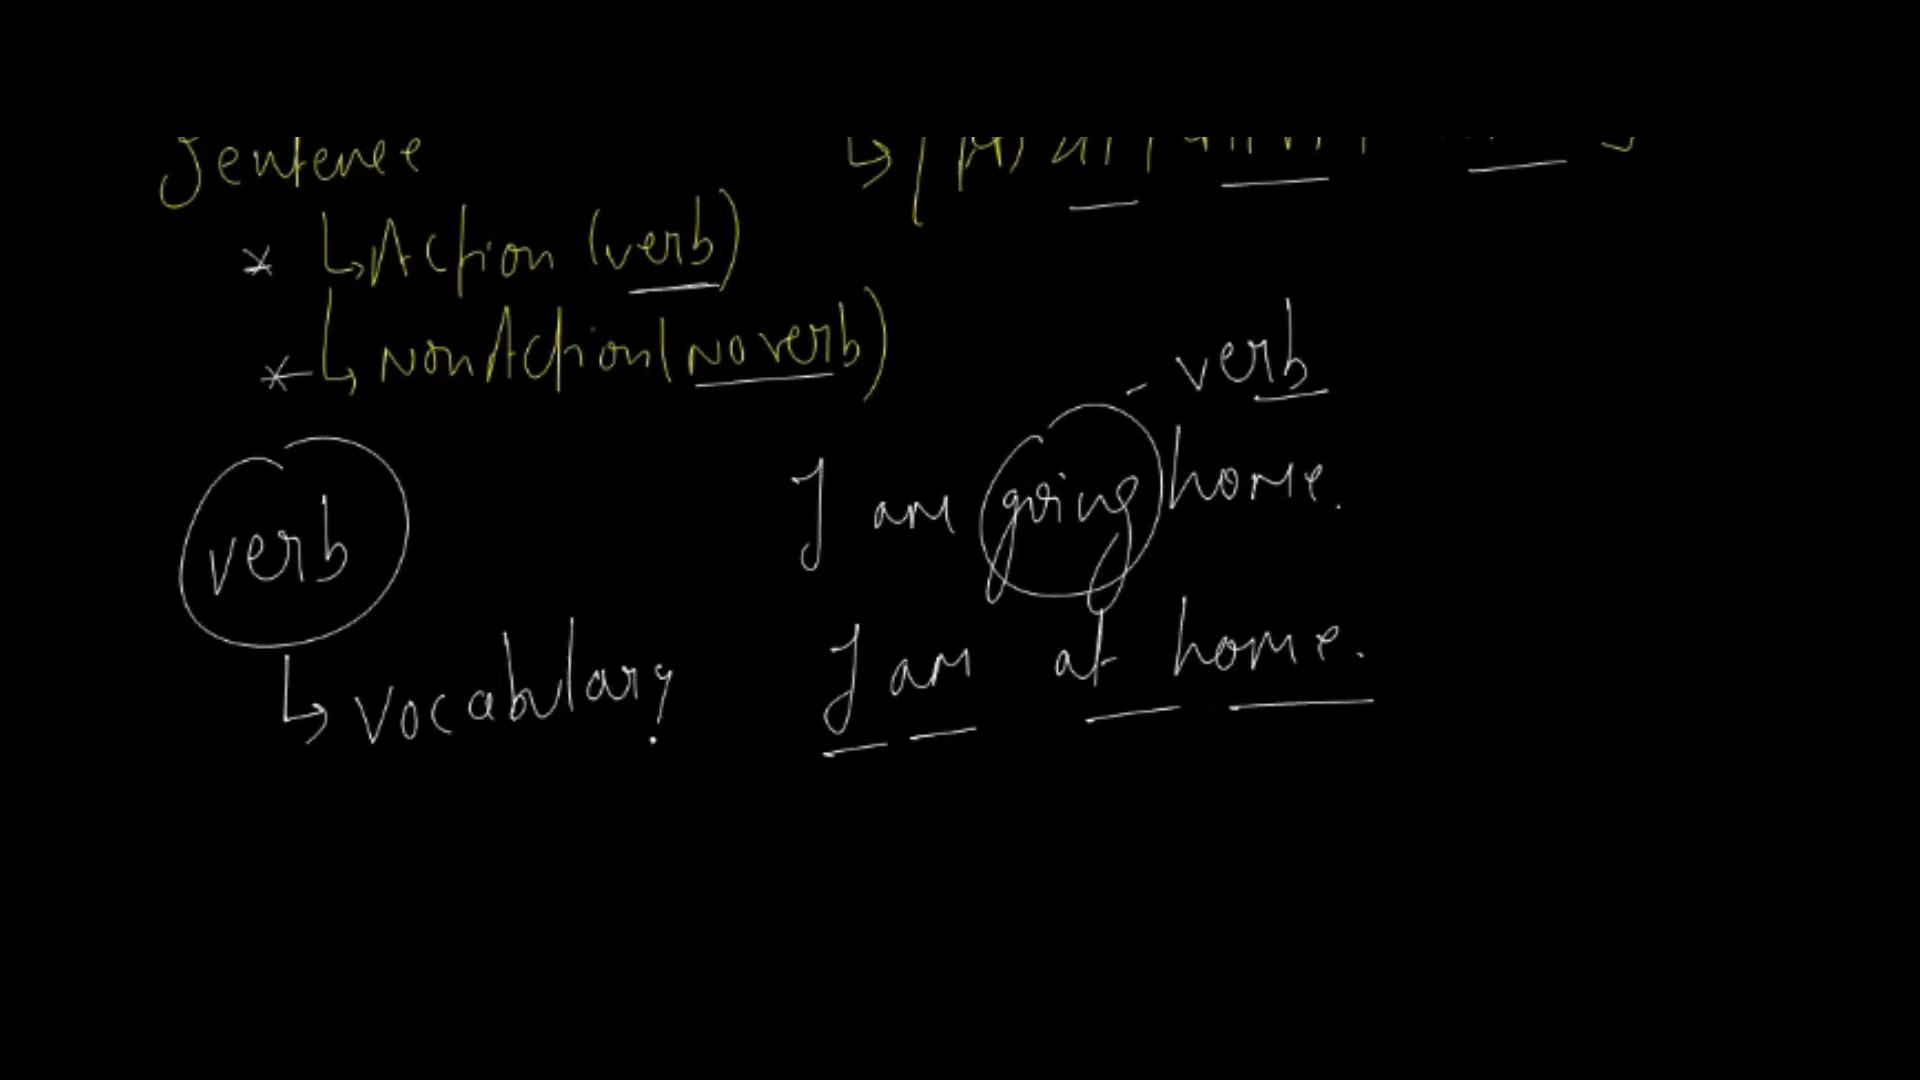 Sentence
* ↳ Action (verb)
* ↳ Non Action (No verb)
- verb
verb
I am going home.
↳ vocabulary
I am at home.